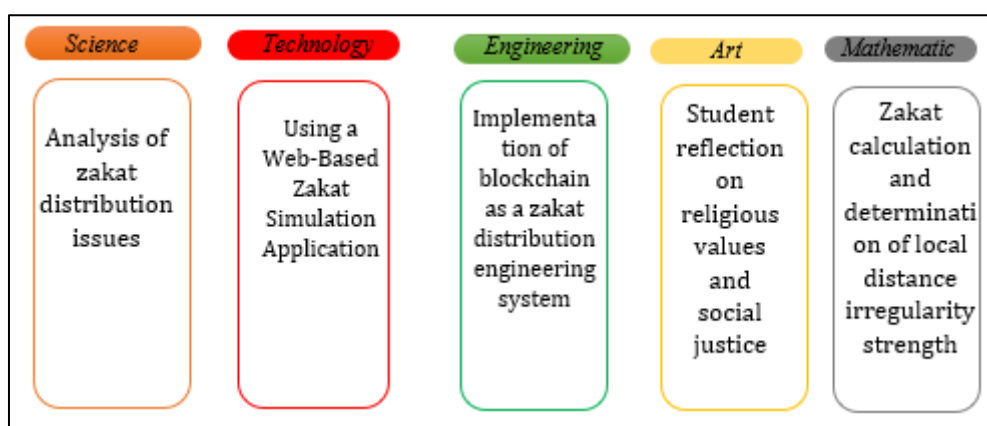 Science
Technology
Engineering
Art
Mathematic
Analysis of
zakat
distribution
issues
Using a
Web-Based
Zakat
Simulation
Application
Implementa
tion of
blockchain
as a zakat
distribution
engineering
system
Student
reflection
on
religious
values
and
social
justice
Zakat
calculation
and
determinati
on of local
distance
irregularity
strength